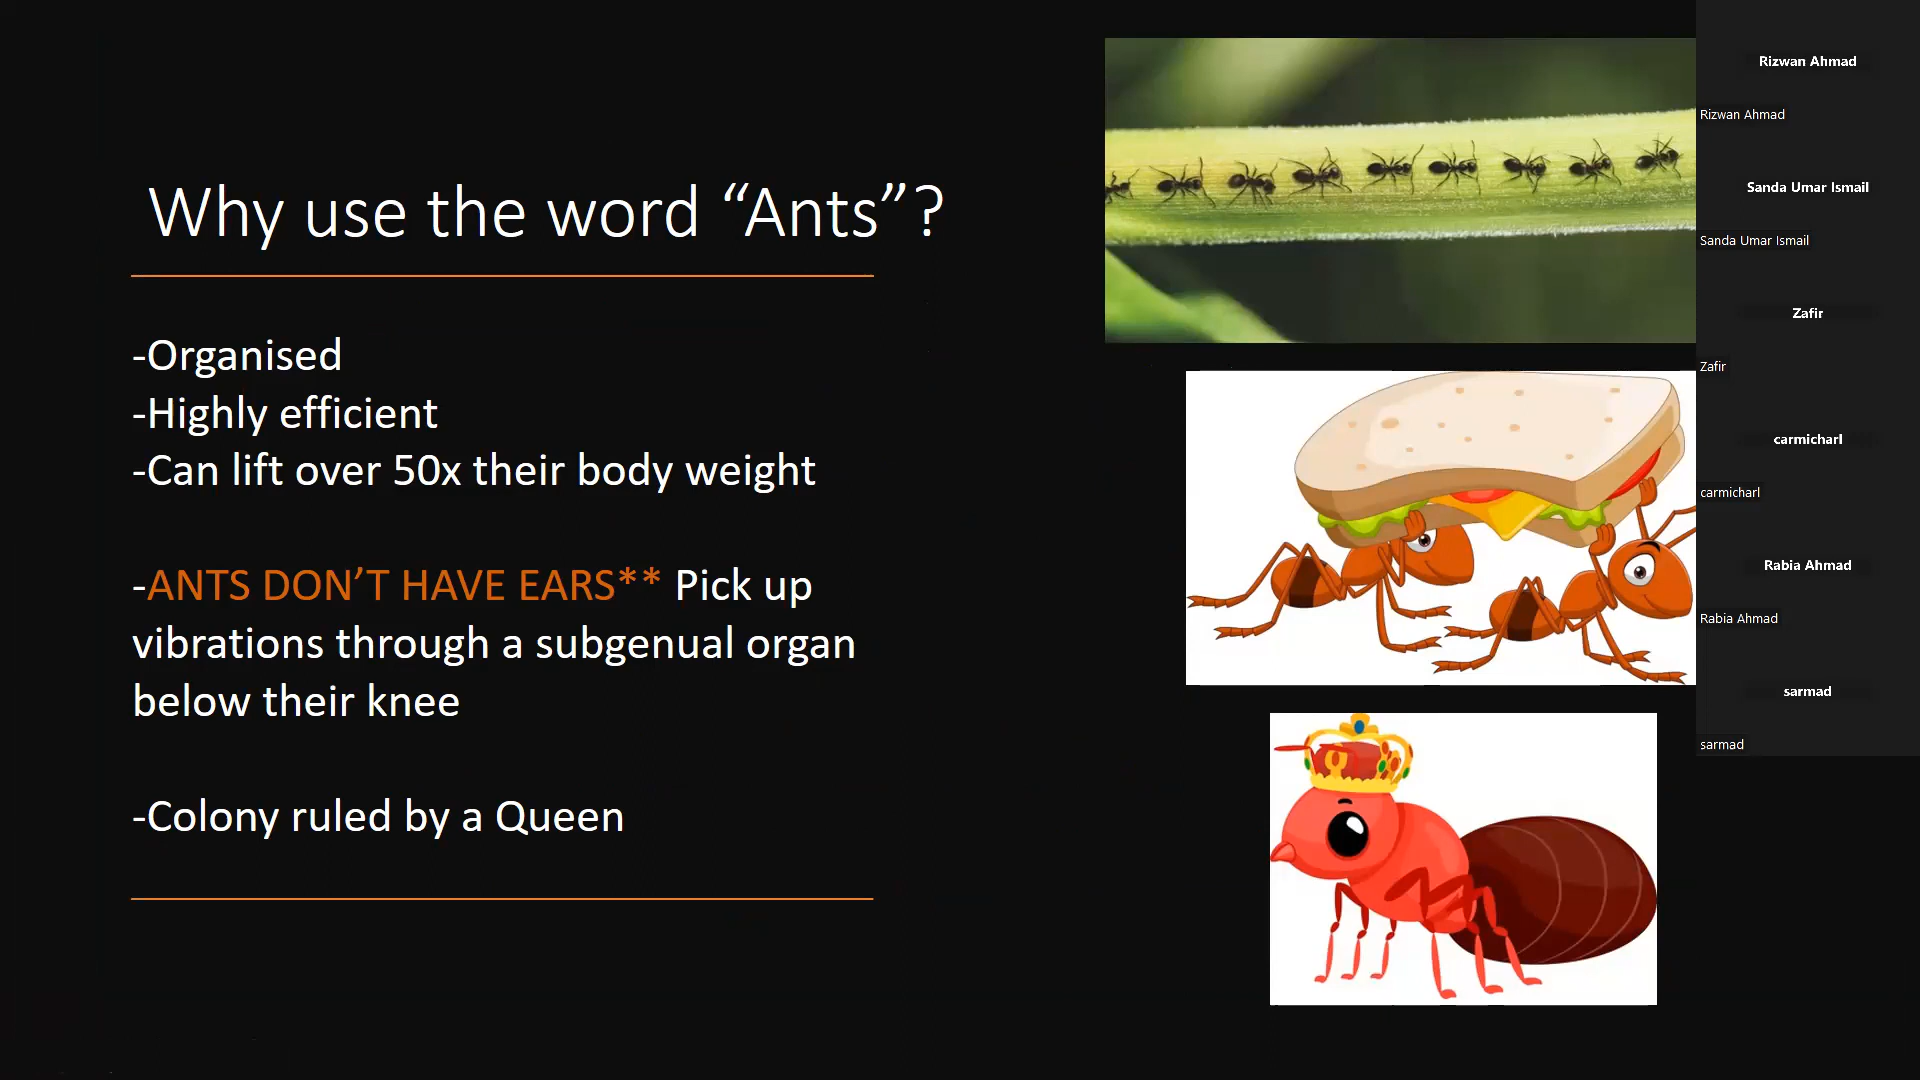 Why use the word “Ants”?
-Organised
-Highly efficient
-Can lift over 50x their body weight
-ANTS DON’T HAVE EARS** Pick up
vibrations through a subgenual organ
below their knee
-Colony ruled by a Queen
Rizwan Ahmad
Rizwan Ahmad
Sanda Umar Ismail
Sanda Umar Ismail
Zafir
Zafir
carmicharl
carmicharl
Rabia Ahmad
Rabia Ahmad
sarmad
sarmad